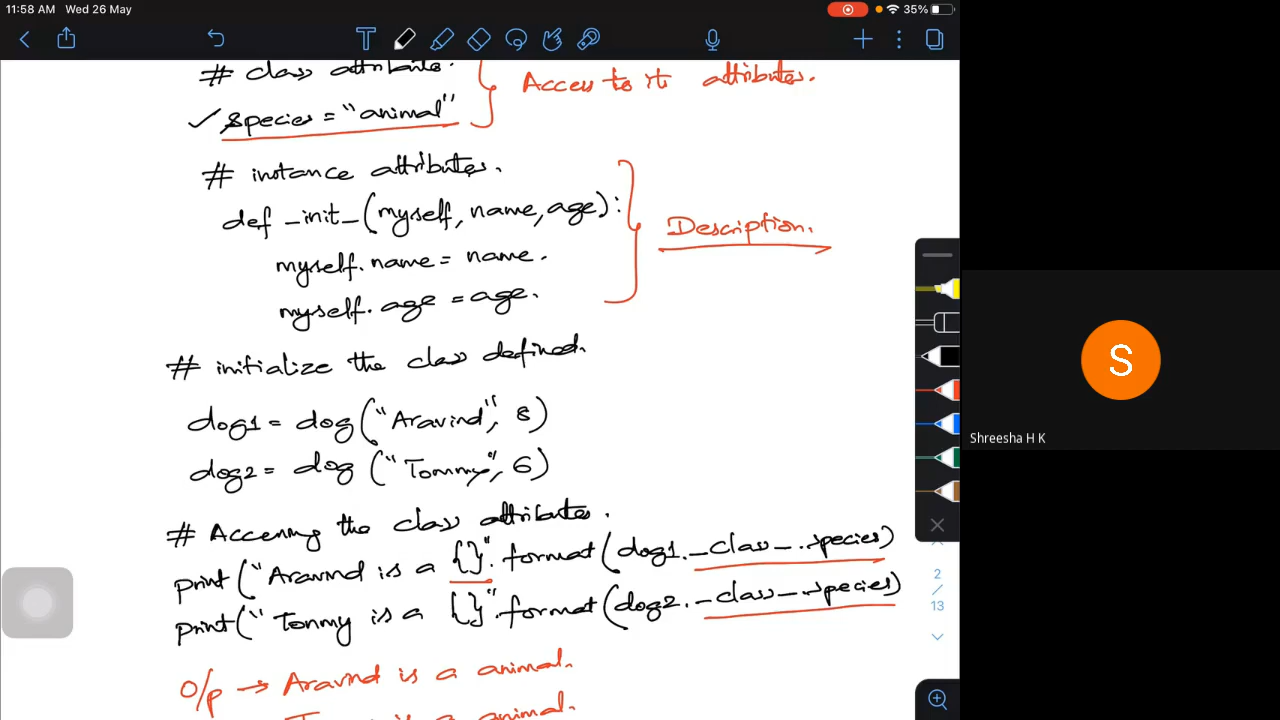 11:58 AM Wed 26 May
35%
# class attribute.
Access to it attributes.
species = "animal"
# instance attributes.
def _init_(myself, name, age):
Description.
myself.name = name.
myself.age = age.
# initialize the class defined.
dog1 = dog("Aravind", 8)
dog2 = dog ("Tommy", 6)
# Accessing the class attributes.
print ("Aravind is a {}".format(dog1._class_.species)
print("Tommy is a {}".format(dog2._class_.species)
O/p → Aravind is a animal.
is a animal.
S
Shreesha H K
2
/
13